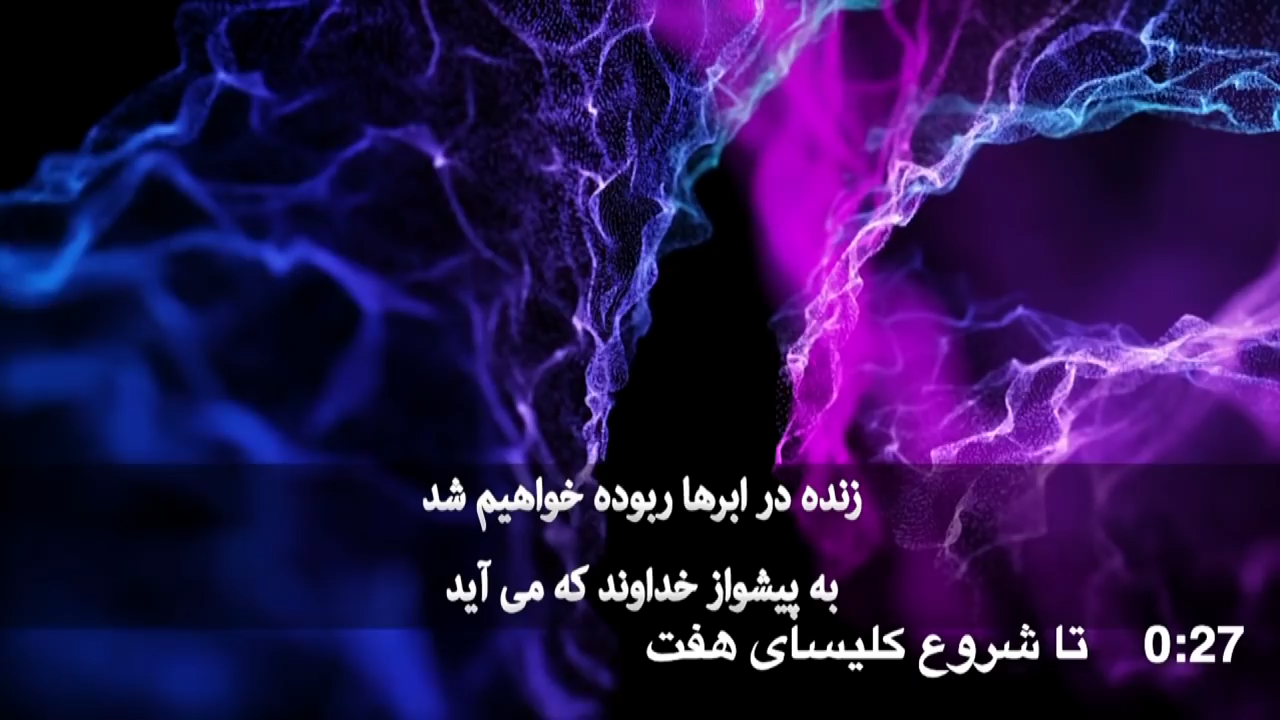 زنده در ابرها ربوده خواهیم شد
به پیشواز خداوند که می آید
تا شروع کلیسای هفت 0:27